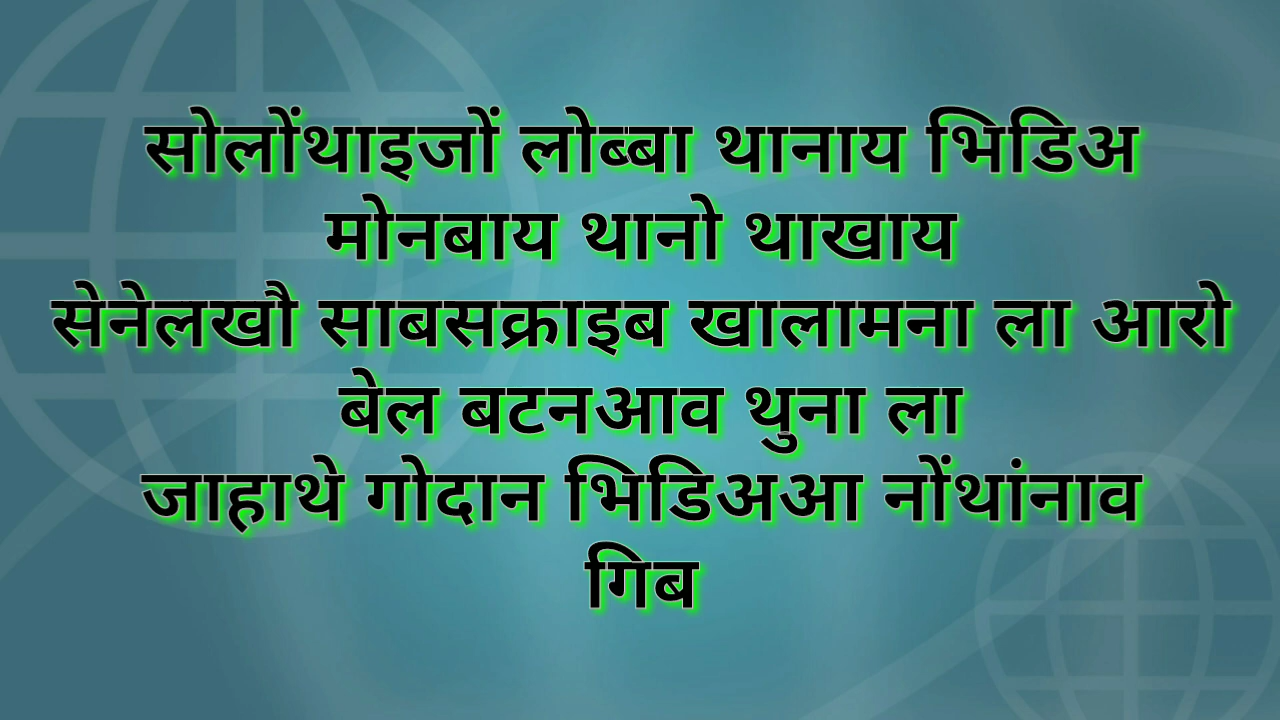 सोलोंथाइजों लोब्बा थानाय भिडिअ
मोनबाय थानो थाखाय
सेनेलखौ साबसक्राइब खालामना ला आरो
बेल बटनआव थुना ला
जाहाथे गोदान भिडिअआ नोंथांनाव
गिब